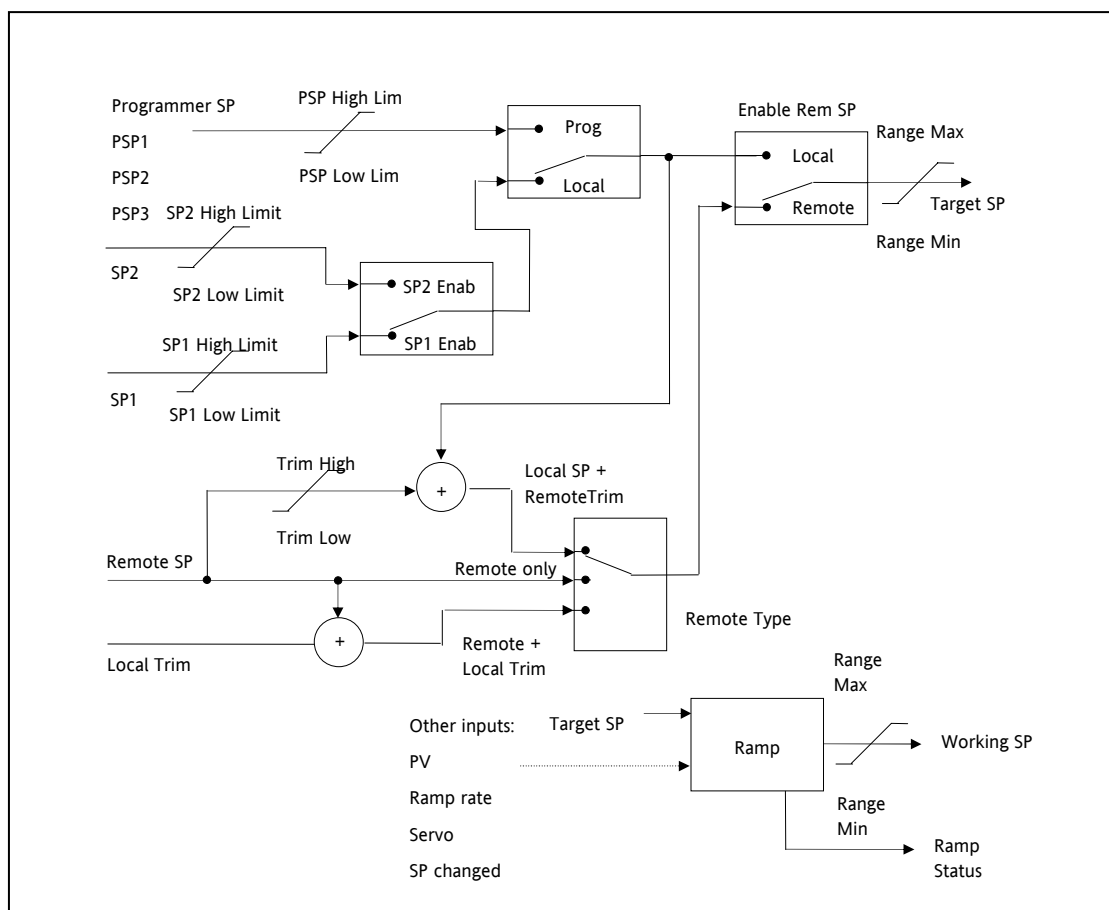 Programmer SP
PSP1
PSP2
PSP3
PSP High Lim
PSP Low Lim
Prog
Local
Enable Rem SP
Local
Remote
Range Max
Target SP
Range Min
SP2 High Limit
SP2
SP2 Low Limit
SP2 Enab
SP1 Enab
SP1 High Limit
SP1
SP1 Low Limit
Trim High
Trim Low
+
Local SP +
RemoteTrim
Remote SP
Remote only
+
Remote +
Local Trim
Local Trim
Remote Type
Other inputs:
PV
Ramp rate
Servo
SP changed
Target SP
Ramp
Range
Max
Working SP
Range
Min
Ramp
Status